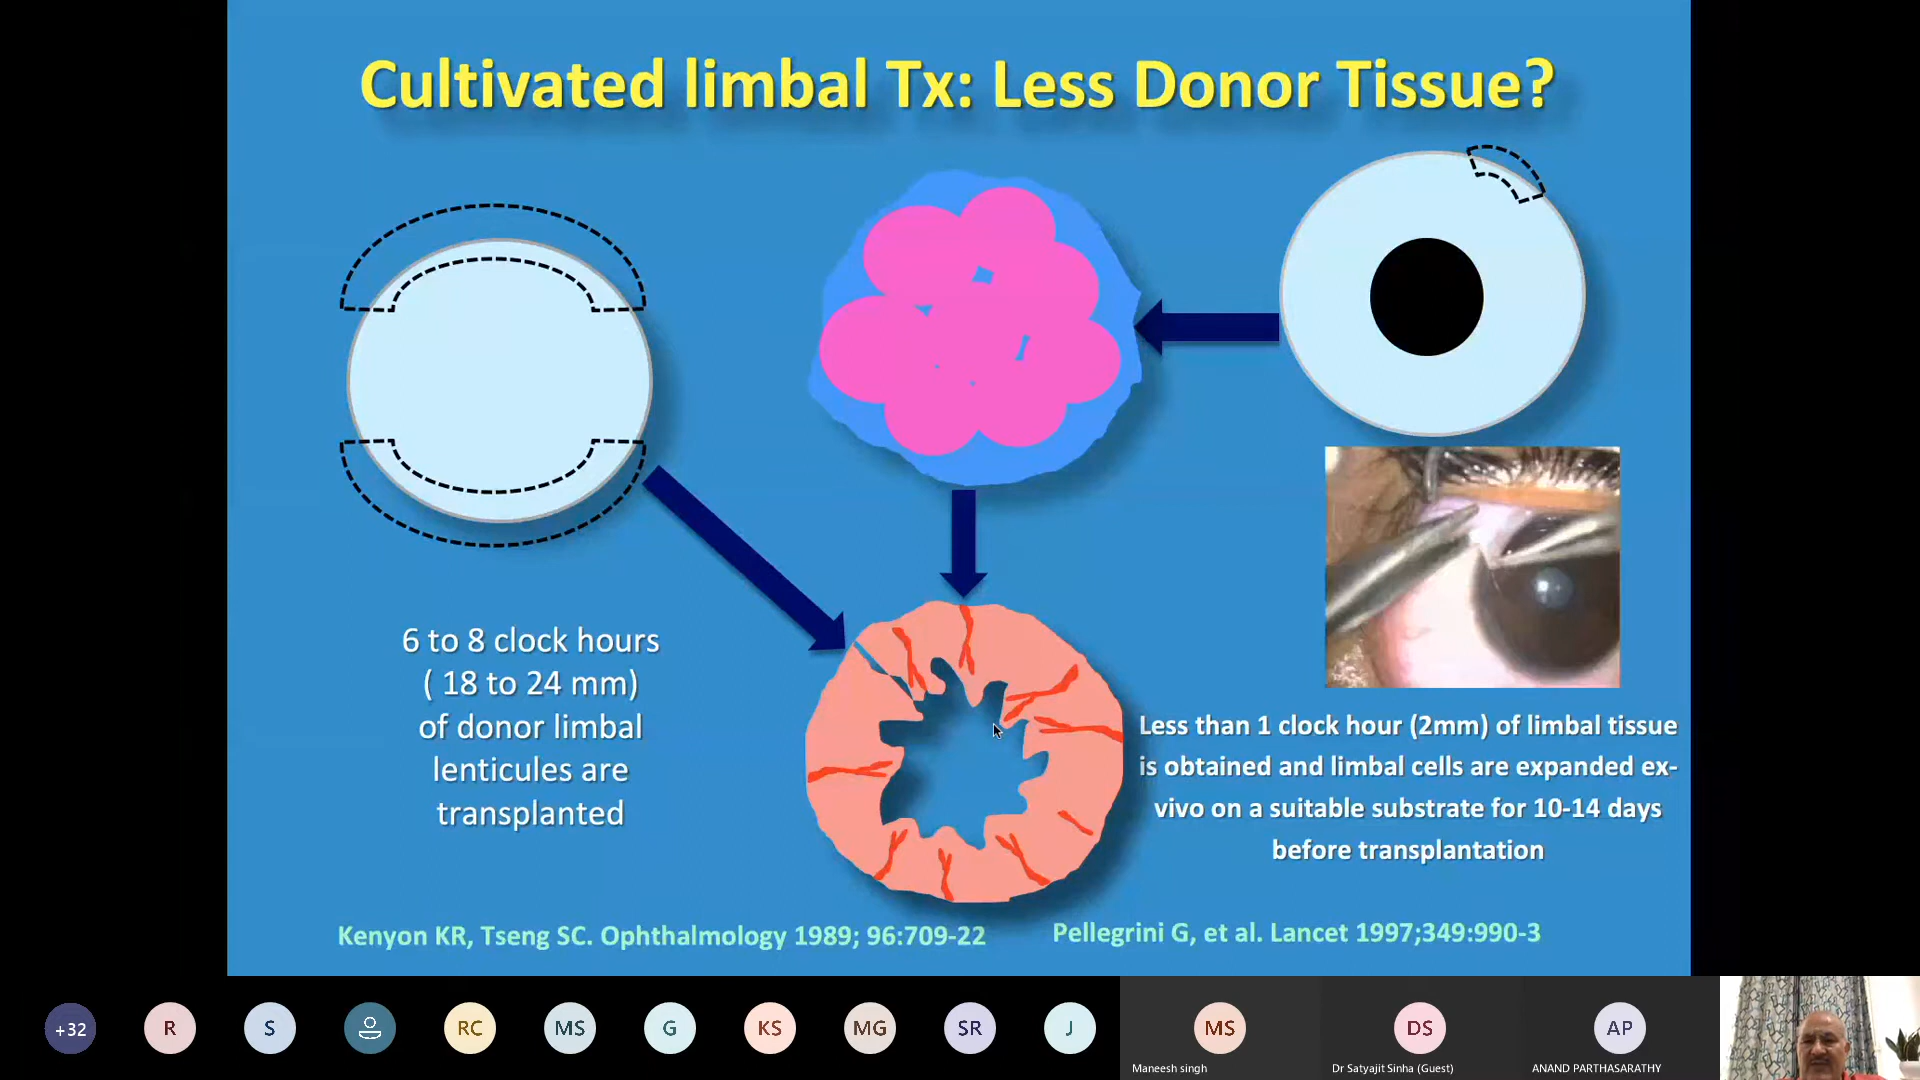 Cultivated limbal Tx: Less Donor Tissue?
6 to 8 clock hours
( 18 to 24 mm)
of donor limbal
lenticules are
transplanted
Less than 1 clock hour (2mm) of limbal tissue
is obtained and limbal cells are expanded ex-
vivo on a suitable substrate for 10-14 days
before transplantation
Kenyon KR, Tseng SC. Ophthalmology 1989; 96:709-22
Pellegrini G, et al. Lancet 1997;349:990-3
+32
R
S
RC
MS
G
KS
MG
SR
J
MS
Maneesh singh
DS
Dr Satyajit Sinha (Guest)
AP
ANAND PARTHASARATHY